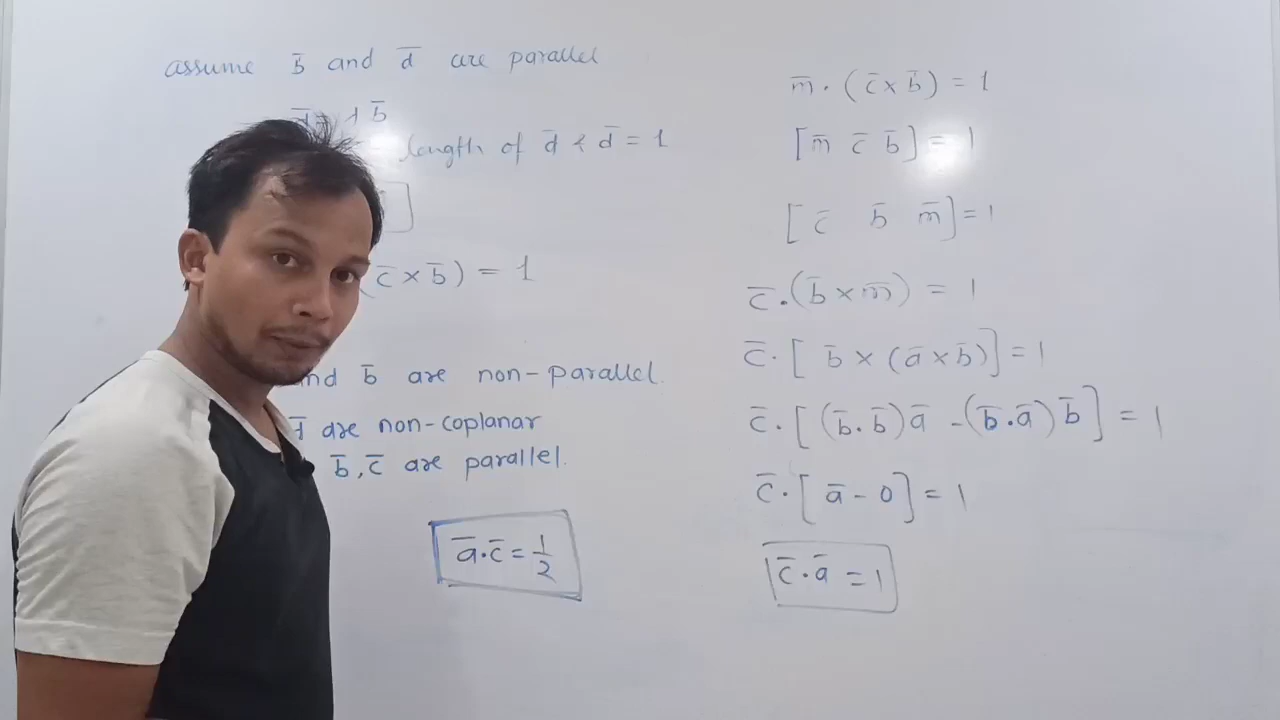 assume b̄ and d̄ are parallel
d̄ = λ b̄
length of d̄ & d̄ = 1
(c̄ × b̄) = 1
and b̄ are non-parallel
d̄ are non-coplanar
b̄, c̄ are parallel.
ā·c̄ = 1/2
m̄ · (c̄ × b̄) = 1
[m̄ c̄ b̄] = 1
[c̄ b̄ m̄] = 1
c̄·(b̄ × m̄) = 1
c̄·[b̄ × (ā × b̄)] = 1
c̄·[(b̄·b̄)ā - (b̄·ā)b̄] = 1
c̄·[ā - 0] = 1
c̄·ā = 1